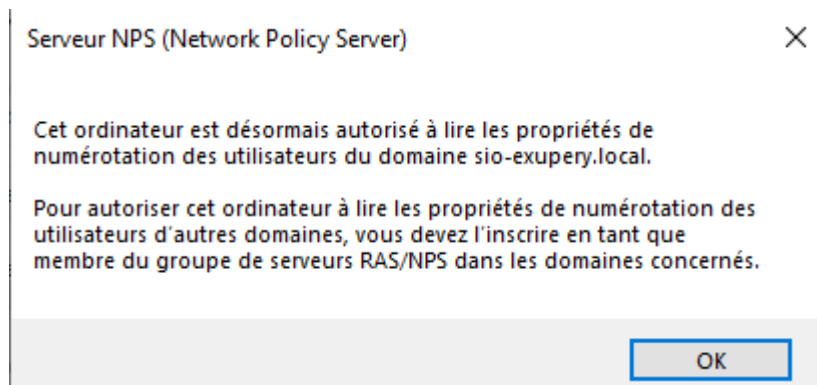 Serveur NPS (Network Policy Server)
Cet ordinateur est désormais autorisé à lire les propriétés de
numérotation des utilisateurs du domaine sio-exupery.local.
Pour autoriser cet ordinateur à lire les propriétés de numérotation des
utilisateurs d'autres domaines, vous devez l'inscrire en tant que
membre du groupe de serveurs RAS/NPS dans les domaines concernés.
OK